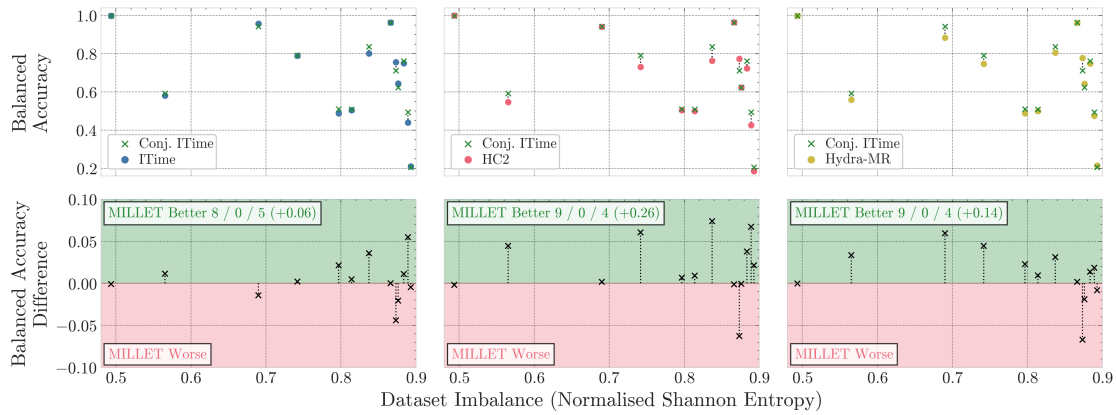 Balanced
Accuracy
1.0
0.8
0.6
0.4
0.2
Conj. ITime
ITime
Conj. ITime
HC2
Conj. ITime
Hydra-MR
Balanced Accuracy
Difference
0.10
0.05
0.00
−0.05
−0.10
MILLET Better 8 / 0 / 5 (+0.06)
MILLET Worse
MILLET Better 9 / 0 / 4 (+0.26)
MILLET Worse
MILLET Better 9 / 0 / 4 (+0.14)
MILLET Worse
0.5 0.6 0.7 0.8 0.9
0.5 0.6 0.7 0.8 0.9
0.5 0.6 0.7 0.8 0.9
Dataset Imbalance (Normalised Shannon Entropy)